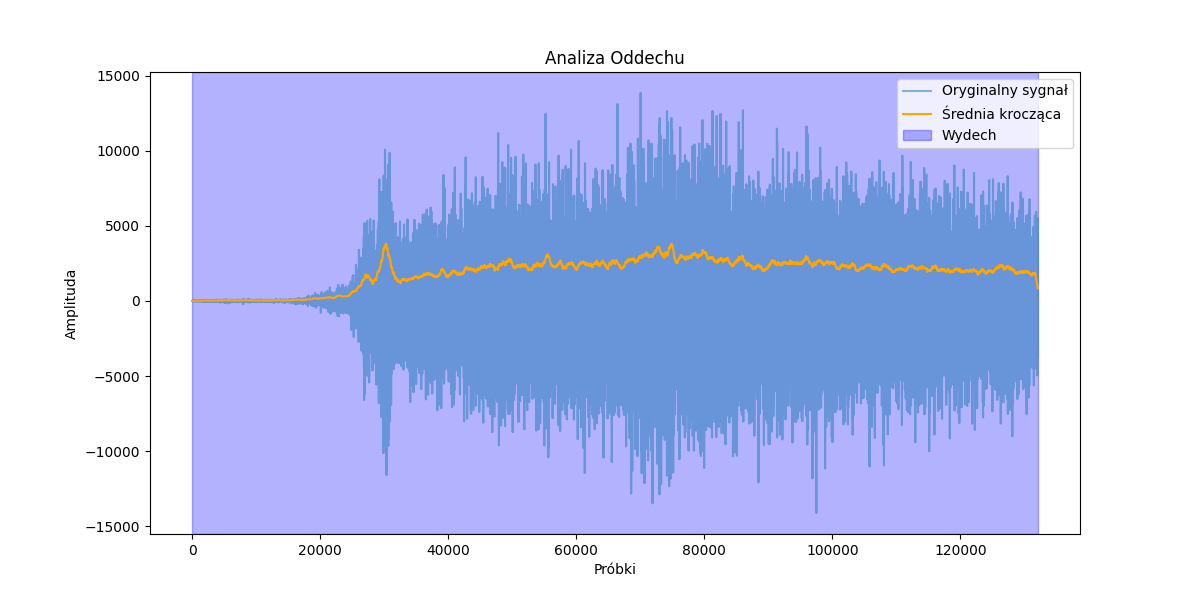 Analiza Oddechu
15000
10000
5000
0
−5000
−10000
−15000
Amplituda
Oryginalny sygnał
Średnia krocząca
Wydech
0 20000 40000 60000 80000 100000 120000
Próbki